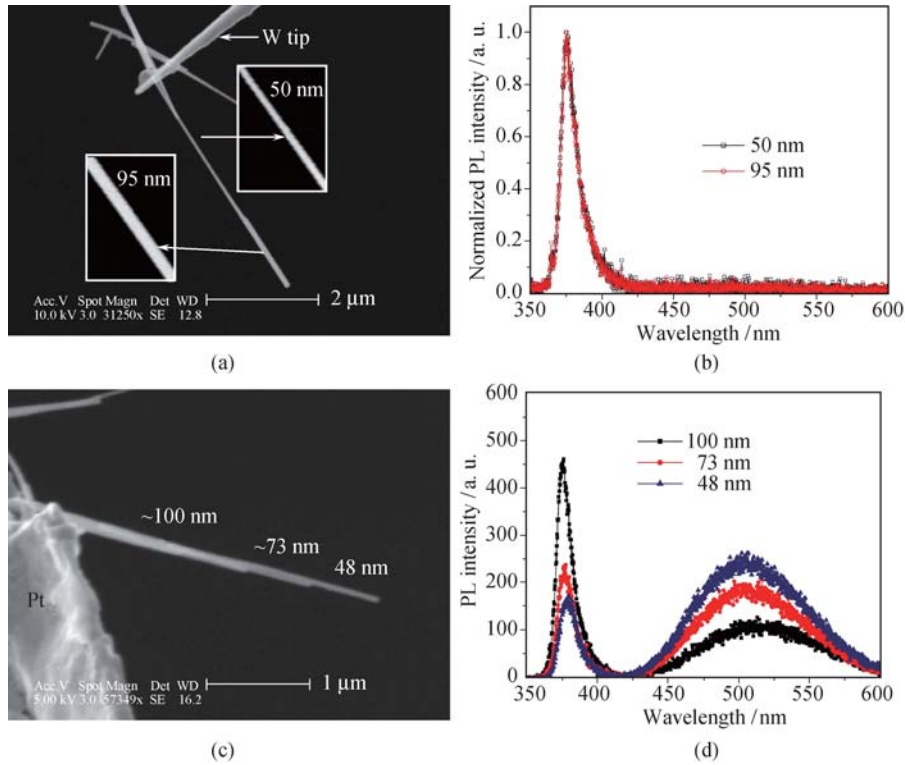 W tip
50 nm
95 nm
2 μm
Acc.V Spot Magn Det WD
10.0 kV 3.0 31250x SE 12.8
(a)
Normalized PL intensity / a. u.
1.0
0.8
0.6
0.4
0.2
0.0
50 nm
95 nm
350 400 450 500 550 600
Wavelength / nm
(b)
~100 nm
~73 nm
48 nm
Pt
1 μm
Acc.V Spot Magn Det WD
5.00 kV 3.0 57349x SE 16.2
(c)
PL intensity / a. u.
600
500
400
300
200
100
0
100 nm
73 nm
48 nm
350 400 450 500 550 600
Wavelength / nm
(d)